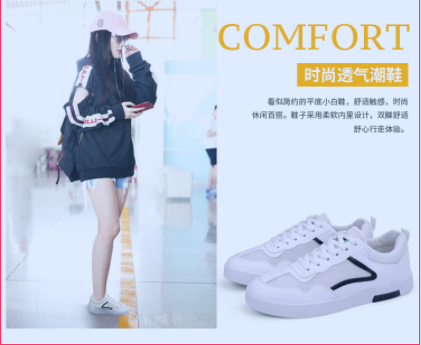 COMFORT
时尚透气潮鞋
看似简约的平底小白鞋，舒适触感，时尚
休闲百搭。鞋子采用柔软内里设计，双脚舒适
舒心行走体验。